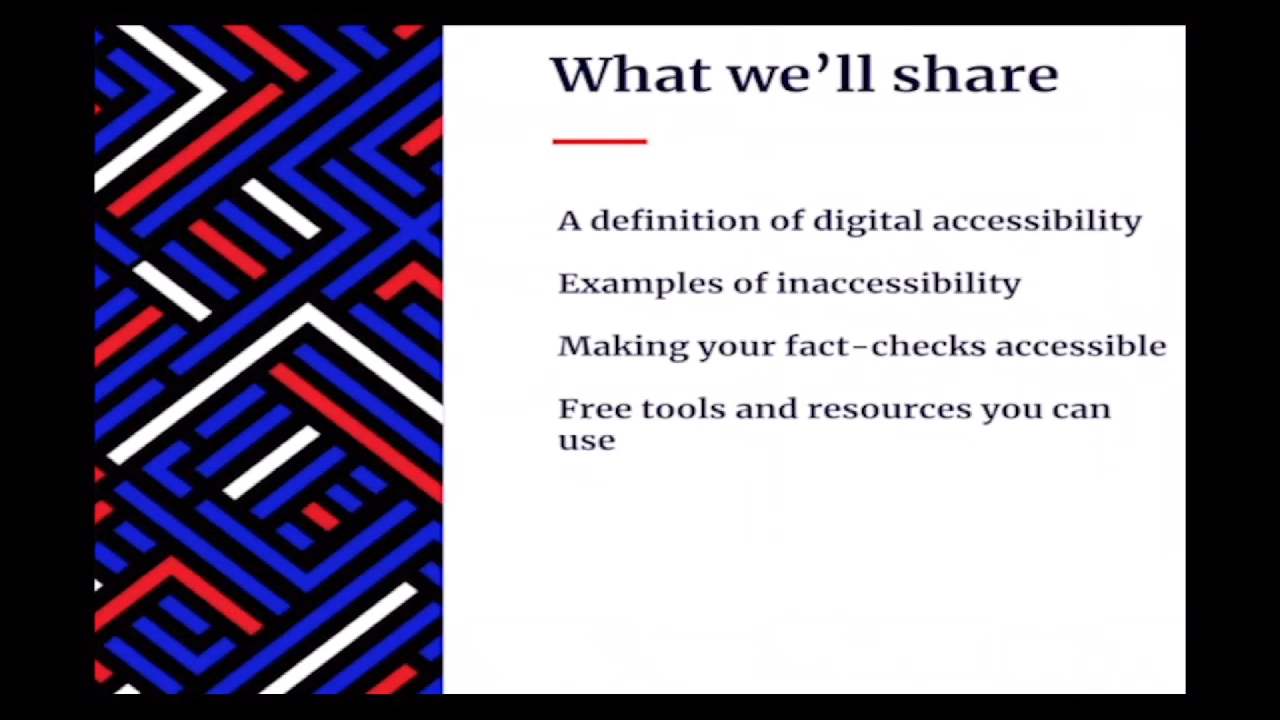 What we’ll share
A definition of digital accessibility
Examples of inaccessibility
Making your fact-checks accessible
Free tools and resources you can
use